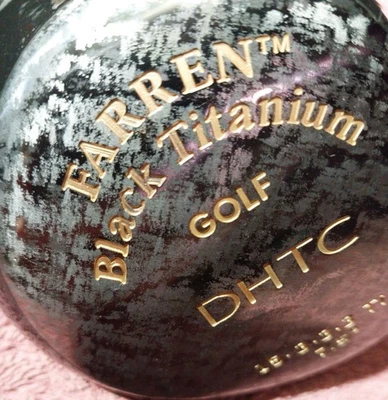 FARREN™
Black Titanium
GOLF
DHTC